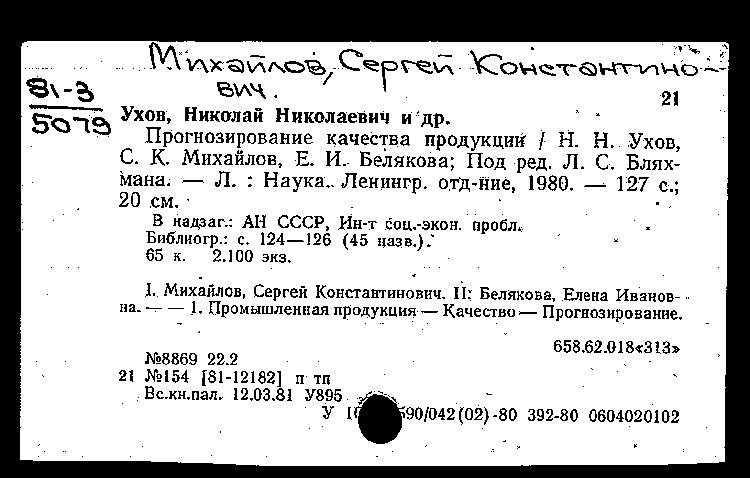 Михайлов, Сергей Константино-
вич.
81-3
5079
21
Ухов, Николай Николаевич и др.
Прогнозирование качества продукции / Н. Н. Ухов,
С. К. Михайлов, Е. И. Белякова; Под ред. Л. С. Блях-
мана. — Л. : Наука. Ленингр. отд-ние, 1980. — 127 с.;
20 см.
В надзаг.: АН СССР, Ин-т соц.-экон. пробл.
Библиогр.: с. 124—126 (45 назв.).
65 к. 2.100 экз.
I. Михайлов, Сергей Константинович. II: Белякова, Елена Иванов-
на. — — 1. Промышленная продукция — Качество — Прогнозирование.
658.62.018«313»
№8869 22.2
21 №154 [81-12182] п тп
Вс.кн.пал. 12.03.81 У895
У 590/042(02)-80 392-80 0604020102